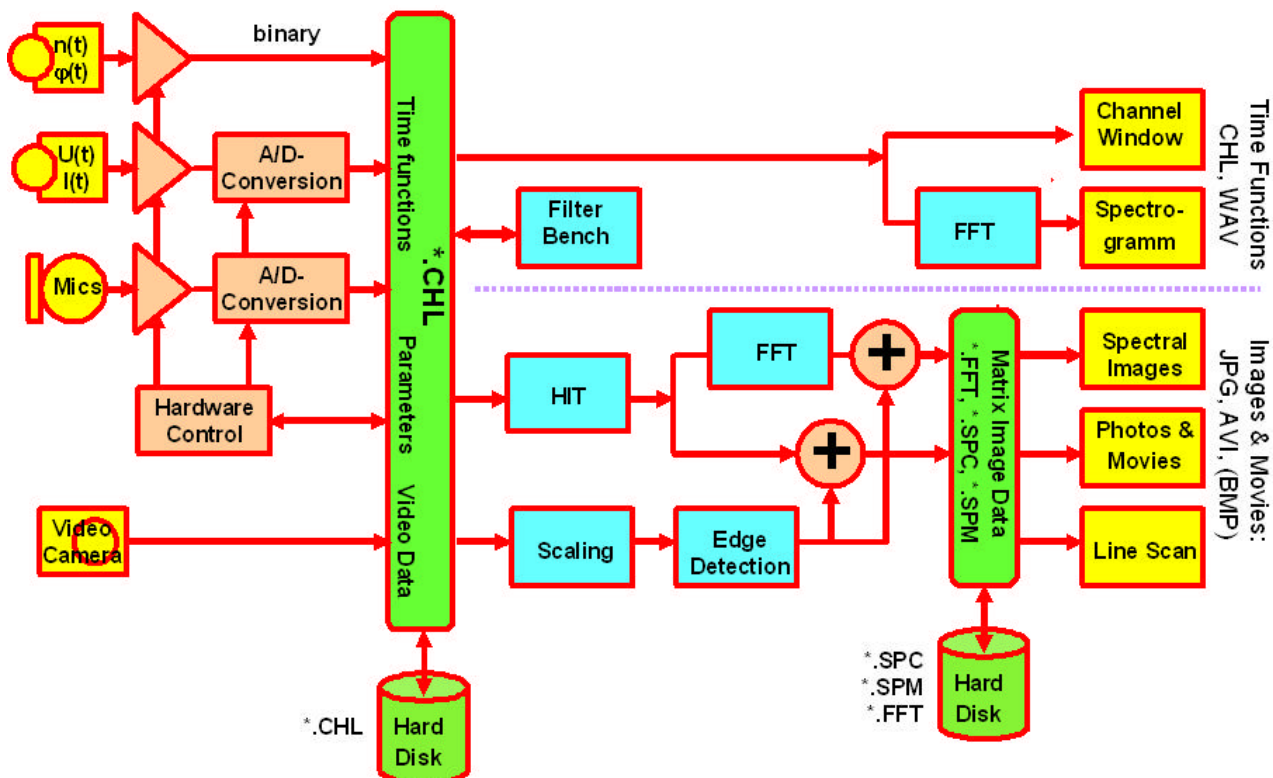 n(t)
φ(t)
binary
U(t)
I(t)
A/D-
Conversion
Mics
A/D-
Conversion
Hardware
Control
Video
Camera
Time functions
*.CHL
Parameters
Video Data
*.CHL
Hard
Disk
Filter
Bench
HIT
FFT
+
+
Scaling
Edge
Detection
FFT
Channel
Window
Spectro-
gramm
Time Functions
CHL, WAV
Matrix Image Data
*.FFT, *.SPC, *.SPM
Spectral
Images
Photos &
Movies
Line Scan
Images & Movies:
JPG, AVI, (BMP)
*.SPC
*.SPM
*.FFT
Hard
Disk